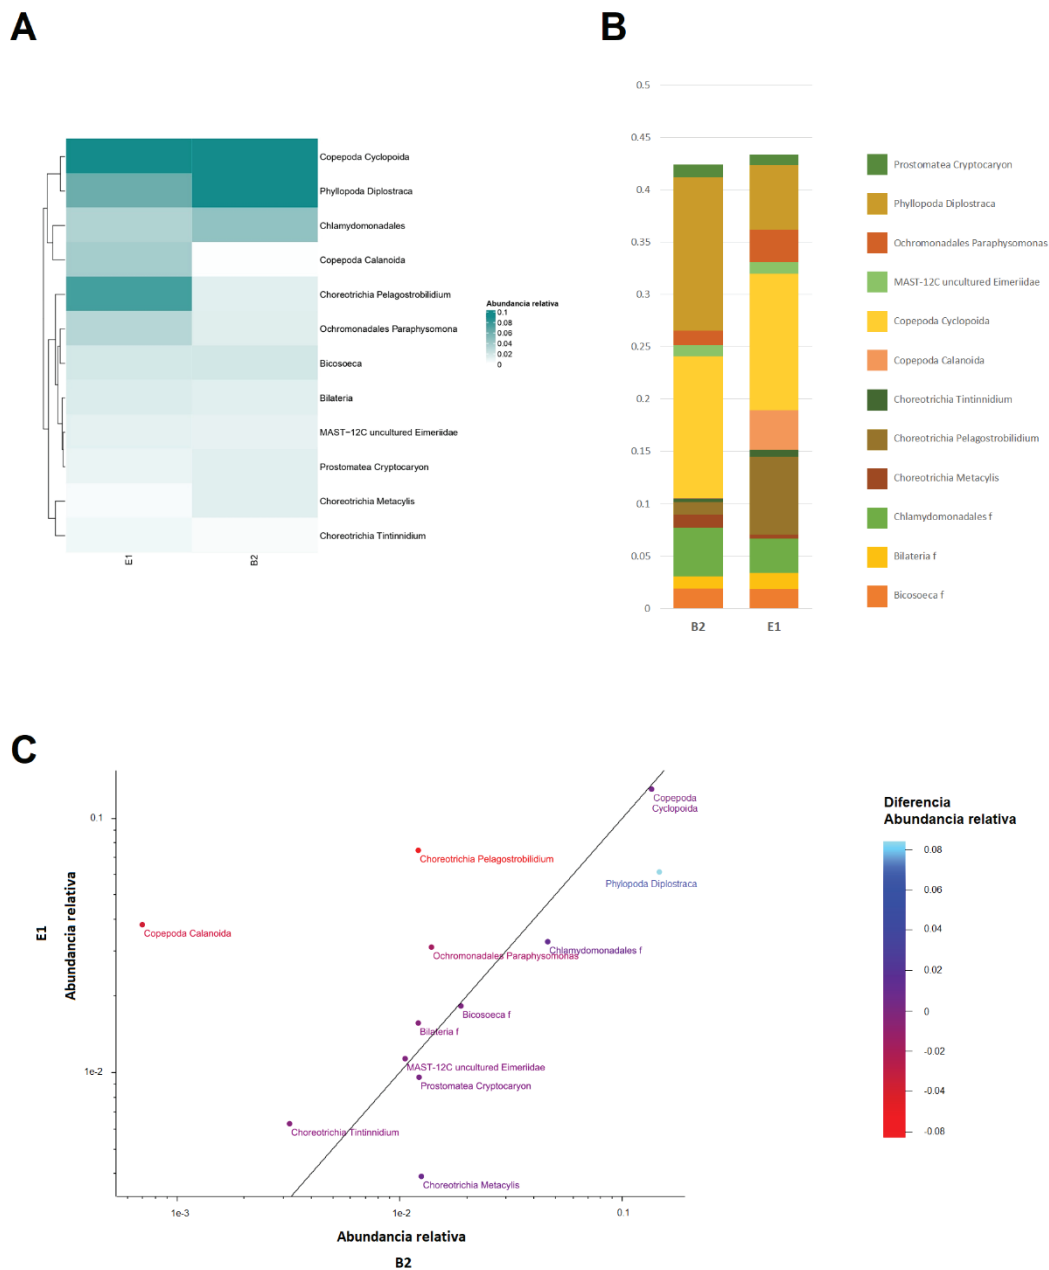 A
Copepoda Cyclopoida
Phyllopoda Diplostraca
Chlamydomonadales
Copepoda Calanoida
Choreotrichia Pelagostrobilidium
Ochromonadales Paraphysomona
Bicosoeca
Bilateria
MAST−12C uncultured Eimeriidae
Prostomatea Cryptocaryon
Choreotrichia Metacylis
Choreotrichia Tintinnidium
E1
B2
Abundancia relativa
0.1
0.08
0.06
0.04
0.02
0
B
0.5
0.45
0.4
0.35
0.3
0.25
0.2
0.15
0.1
0.05
0
B2
E1
Prostomatea Cryptocaryon
Phyllopoda Diplostraca
Ochromonadales Paraphysomonas
MAST-12C uncultured Eimeriidae
Copepoda Cyclopoida
Copepoda Calanoida
Choreotrichia Tintinnidium
Choreotrichia Pelagostrobilidium
Choreotrichia Metacylis
Chlamydomonadales f
Bilateria f
Bicosoeca f
C
E1
Abundancia relativa
0.1
1e-2
Copepoda
Cyclopoida
Choreotrichia Pelagostrobilidium
Phylopoda Diplostraca
Copepoda Calanoida
Chlamydomonadales f
Ochromonadales Paraphysomonas
Bicosoeca f
Bilateria f
MAST-12C uncultured Eimeriidae
Prostomatea Cryptocaryon
Choreotrichia Tintinnidium
Choreotrichia Metacylis
1e-3
1e-2
0.1
Abundancia relativa
B2
Diferencia
Abundancia relativa
0.08
0.06
0.04
0.02
0
-0.02
-0.04
-0.06
-0.08